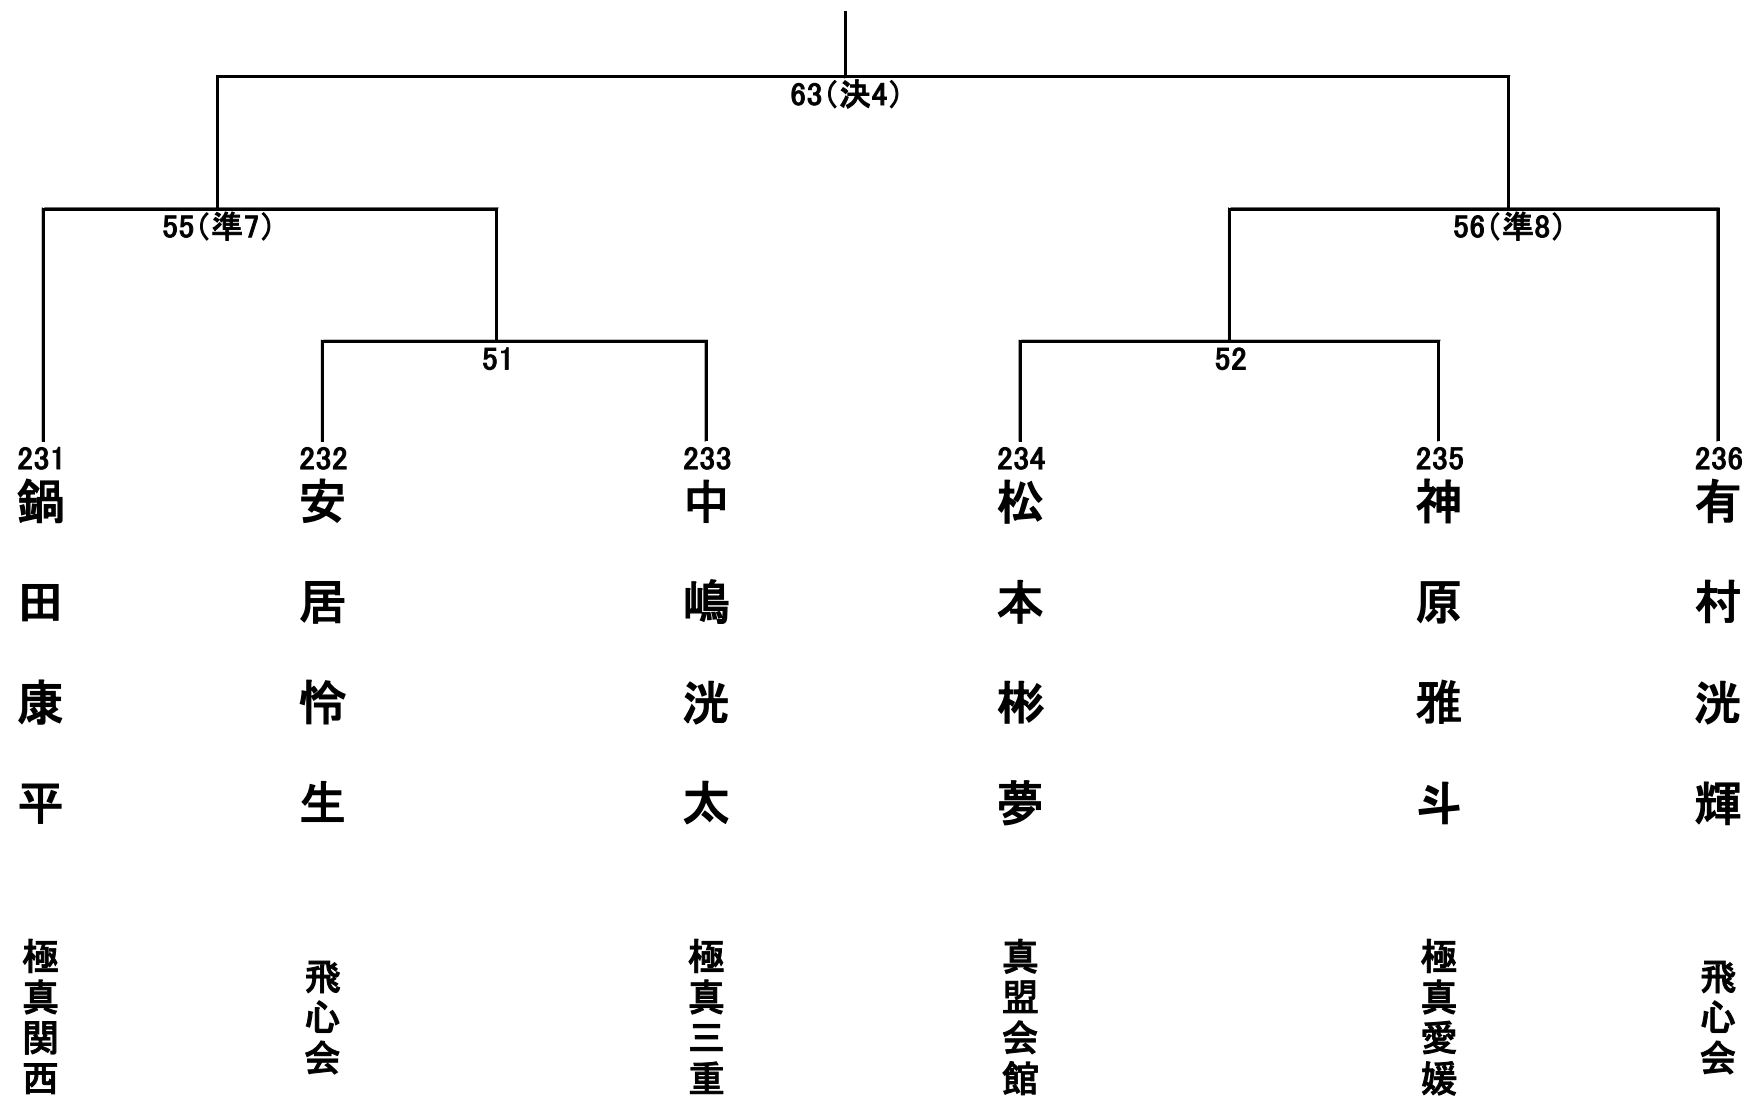 63（決4）
55（準7）
56（準8）
51
52
231
232
233
234
235
236
鍋田康平
安居怜生
中嶋洸太
松本彬夢
神原雅斗
有村洸輝
極真関西
飛心会
極真三重
真盟会館
極真愛媛
飛心会